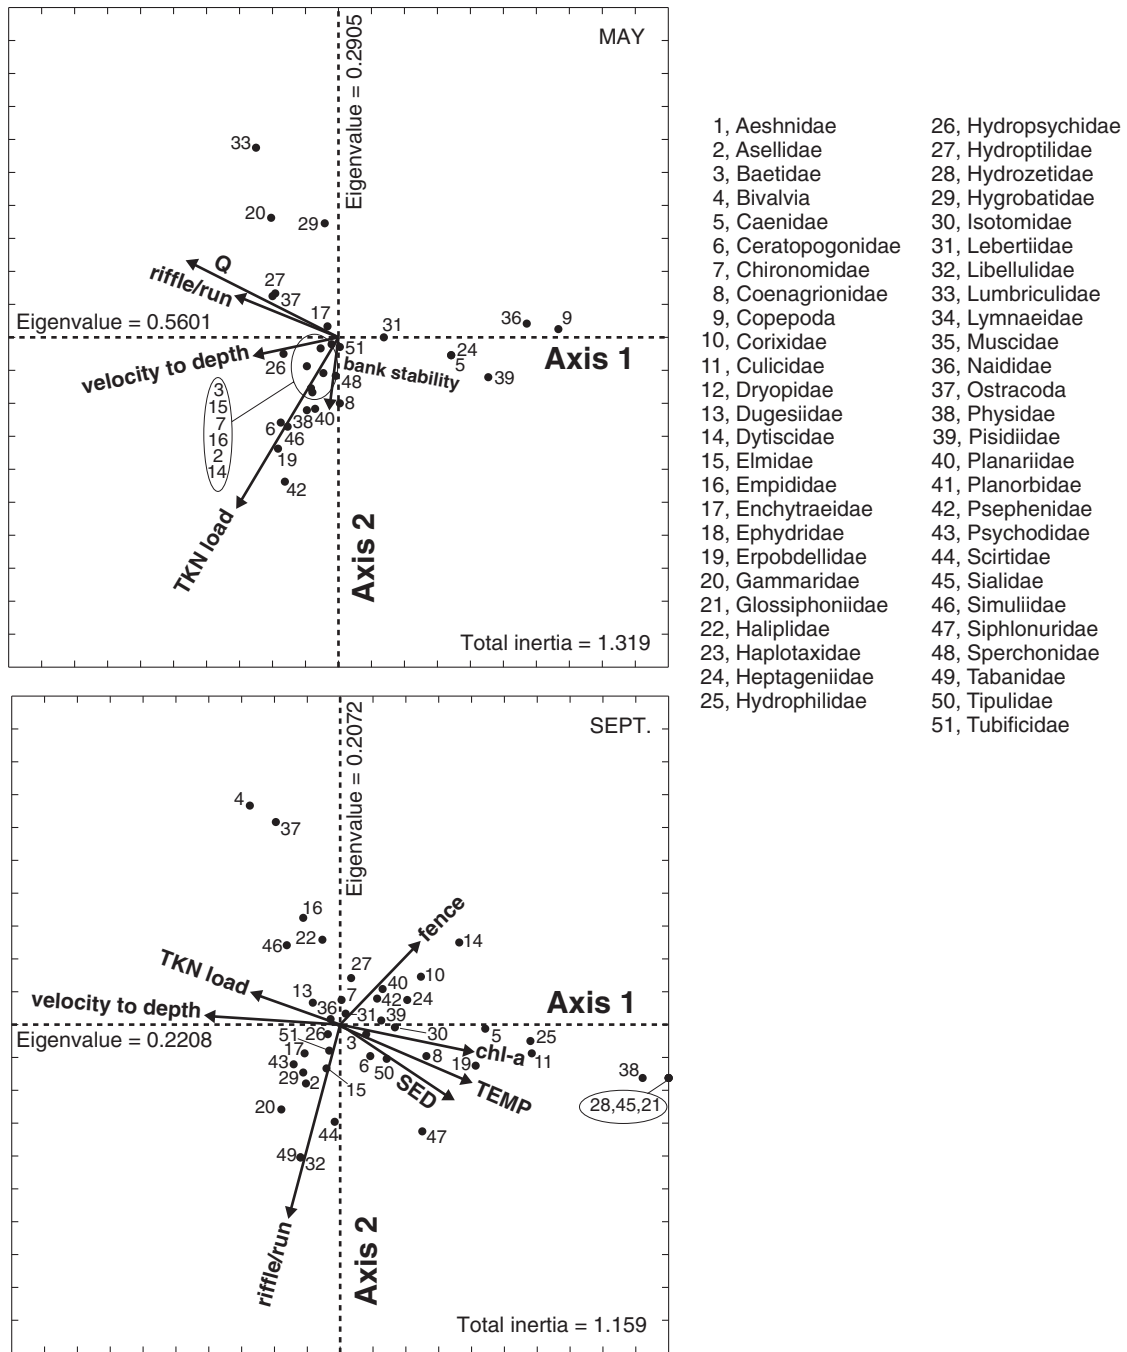 MAY
Eigenvalue = 0.2905
33
20
29
Q
riffle/run
27
37
17
31
36
9
Eigenvalue = 0.5601
Axis 1
velocity to depth
26
51
24
5
39
bank stability
48
3
15
7
16
2
14
8
40
38
6
46
19
42
TKN load
Axis 2
Total inertia = 1.319
1, Aeshnidae
2, Asellidae
3, Baetidae
4, Bivalvia
5, Caenidae
6, Ceratopogonidae
7, Chironomidae
8, Coenagrionidae
9, Copepoda
10, Corixidae
11, Culicidae
12, Dryopidae
13, Dugesiidae
14, Dytiscidae
15, Elmidae
16, Empididae
17, Enchytraeidae
18, Ephydridae
19, Erpobdellidae
20, Gammaridae
21, Glossiphoniidae
22, Haliplidae
23, Haplotaxidae
24, Heptageniidae
25, Hydrophilidae
26, Hydropsychidae
27, Hydroptilidae
28, Hydrozetidae
29, Hygrobatidae
30, Isotomidae
31, Lebertiidae
32, Libellulidae
33, Lumbriculidae
34, Lymnaeidae
35, Muscidae
36, Naididae
37, Ostracoda
38, Physidae
39, Pisidiidae
40, Planariidae
41, Planorbidae
42, Psephenidae
43, Psychodidae
44, Scirtidae
45, Sialidae
46, Simuliidae
47, Siphlonuridae
48, Sperchonidae
49, Tabanidae
50, Tipulidae
51, Tubificidae
SEPT.
Eigenvalue = 0.2072
4
37
16
22
46
fence
14
TKN load
27
10
velocity to depth
13
7
40
42
24
36
31
39
Axis 1
Eigenvalue = 0.2208
51
26
3
30
5
25
17
6
8
chl-a
11
43
50
19
38
29
2
15
SED
TEMP
28,45,21
20
44
47
49
32
riffle/run
Axis 2
Total inertia = 1.159